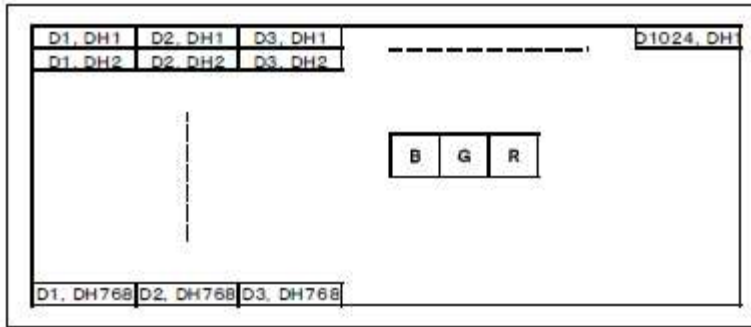 D1, DH1 D2, DH1 D3, DH1 D1024, DH1
D1, DH2 D2, DH2 D3, DH2
B G R
D1, DH768 D2, DH768 D3, DH768